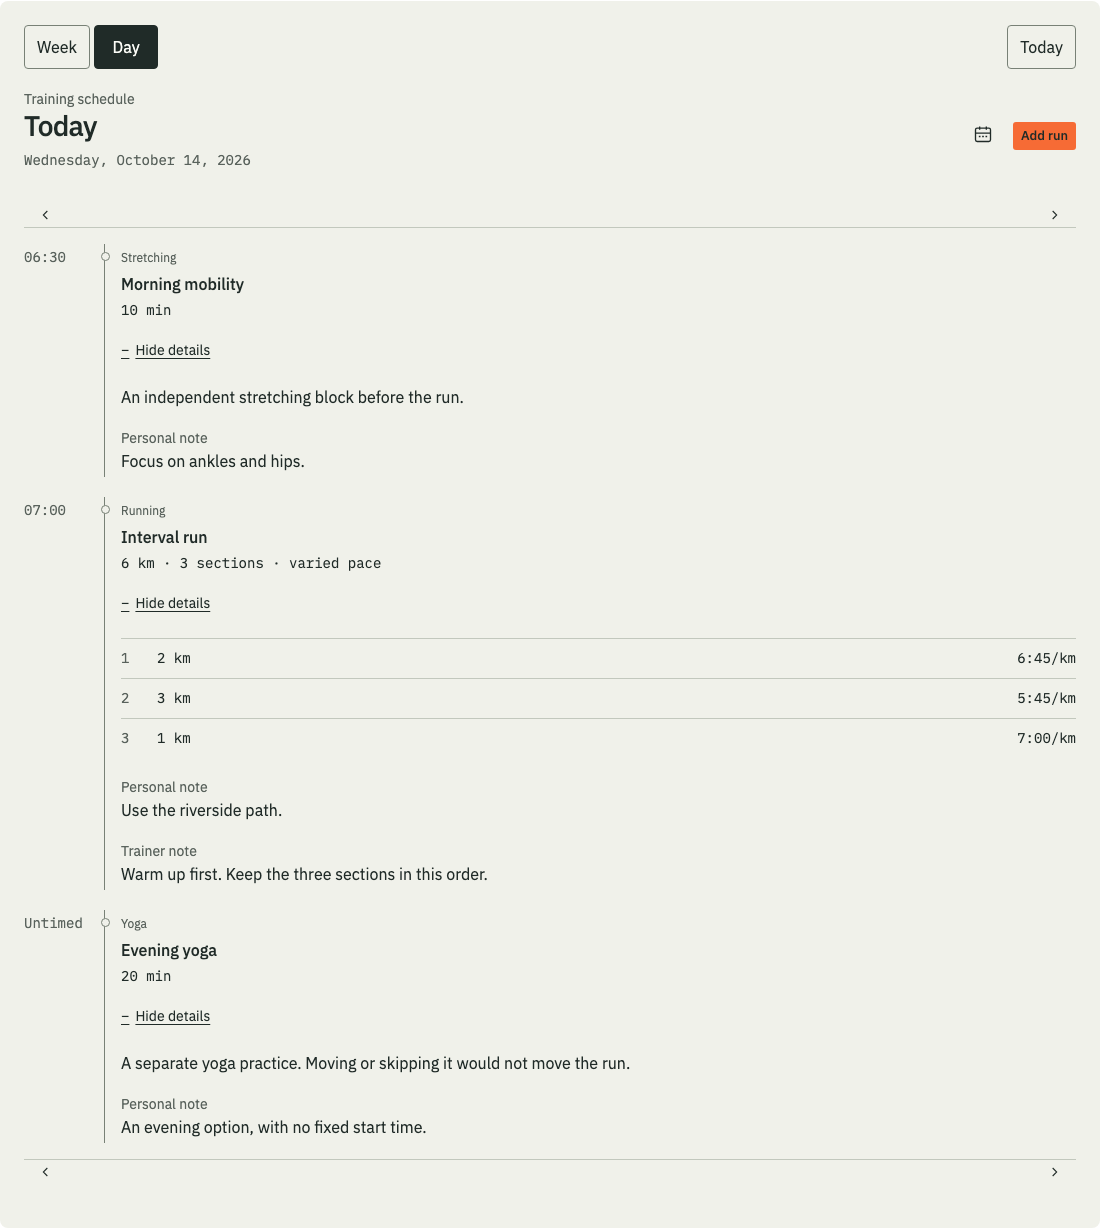 Week Day Today
Training schedule
Today
Add run
Wednesday, October 14, 2026
‹ ›
06:30 Stretching
Morning mobility
10 min
− Hide details
An independent stretching block before the run.
Personal note
Focus on ankles and hips.
07:00 Running
Interval run
6 km · 3 sections · varied pace
− Hide details
1 2 km 6:45/km
2 3 km 5:45/km
3 1 km 7:00/km
Personal note
Use the riverside path.
Trainer note
Warm up first. Keep the three sections in this order.
Untimed Yoga
Evening yoga
20 min
− Hide details
A separate yoga practice. Moving or skipping it would not move the run.
Personal note
An evening option, with no fixed start time.
‹ ›